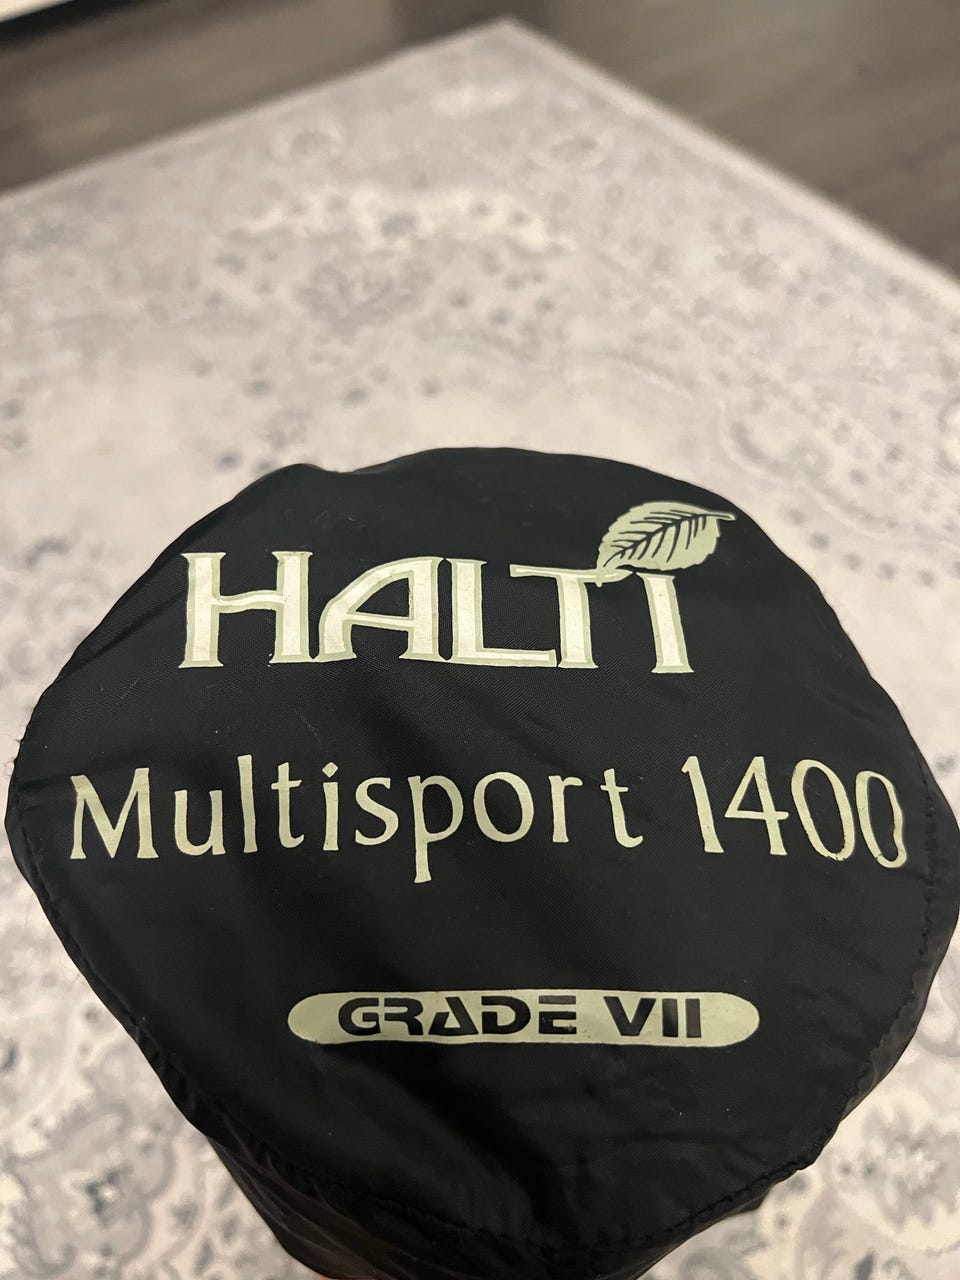 HALTI
Multisport 1400
GRADE VII